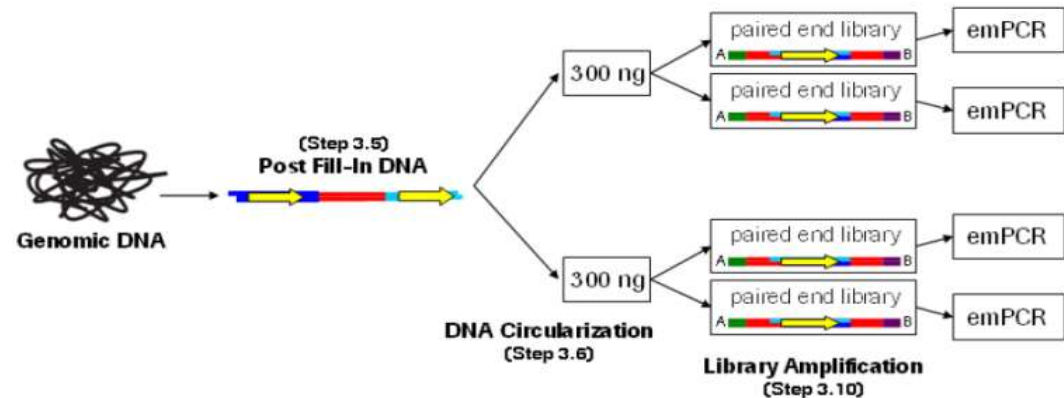 paired end library
A B
emPCR
300 ng
paired end library
A B
emPCR
(Step 3.5)
Post Fill-In DNA
Genomic DNA
paired end library
A B
emPCR
300 ng
paired end library
A B
emPCR
DNA Circularization
(Step 3.6)
Library Amplification
(Step 3.10)